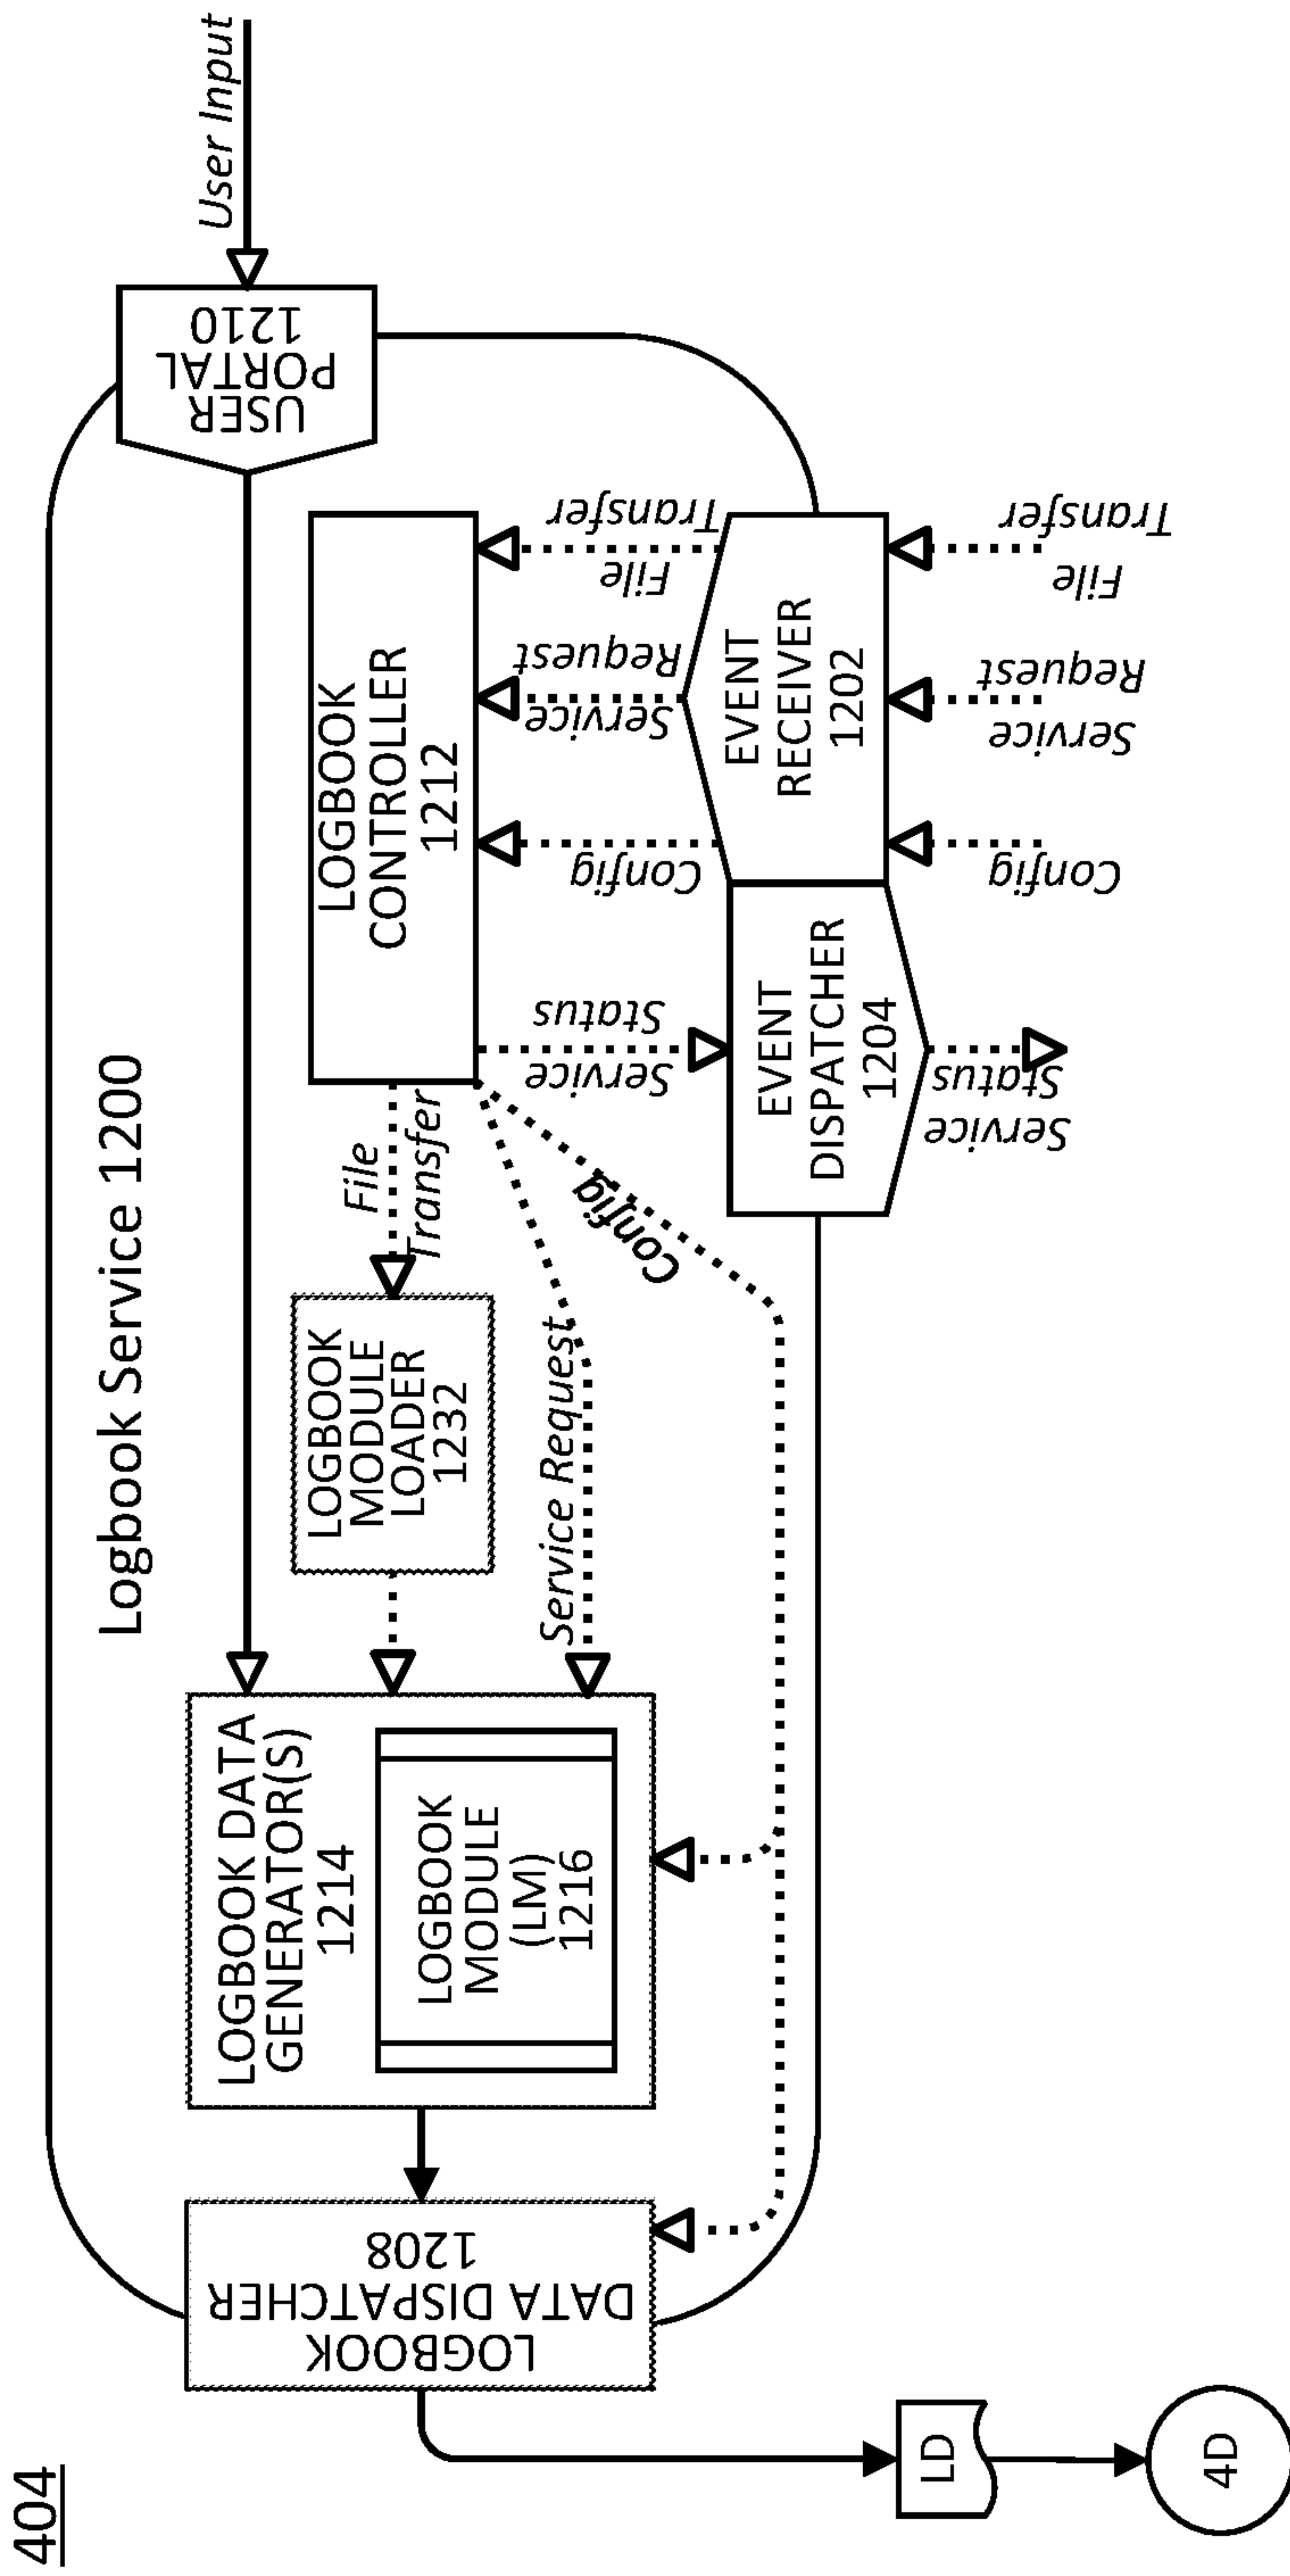 404
Logbook Service 1200
User Input
USER
PORTAL
1210
LOGBOOK DATA
GENERATOR(S)
1214
LOGBOOK
MODULE
(LM)
1216
LOGBOOK
MODULE
LOADER
1232
LOGBOOK
CONTROLLER
1212
File
Transfer
Service Request
Config
Service
Status
Config
Service
Request
File
Transfer
EVENT
DISPATCHER
1204
EVENT
RECEIVER
1202
Service
Status
Config
Service
Request
File
Transfer
LOGBOOK
DATA DISPATCHER
1208
LD
4D